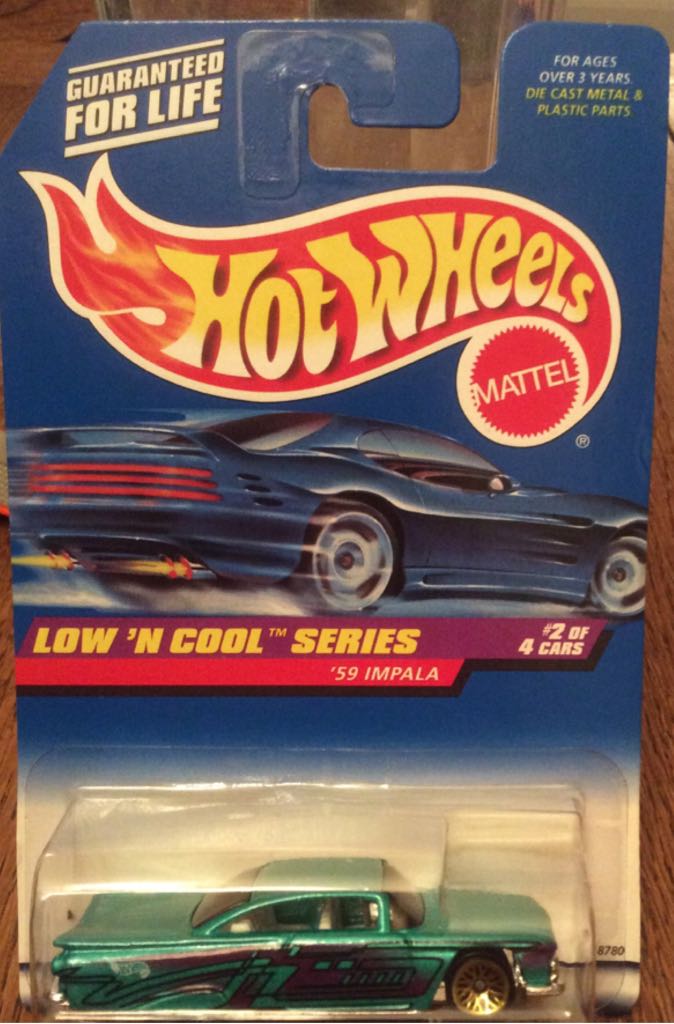 GUARANTEED
FOR LIFE
FOR AGES
OVER 3 YEARS.
DIE CAST METAL &
PLASTIC PARTS.
HOT WHEELS
MATTEL
®
LOW 'N COOL™ SERIES
#2 OF
4 CARS
'59 IMPALA
8780